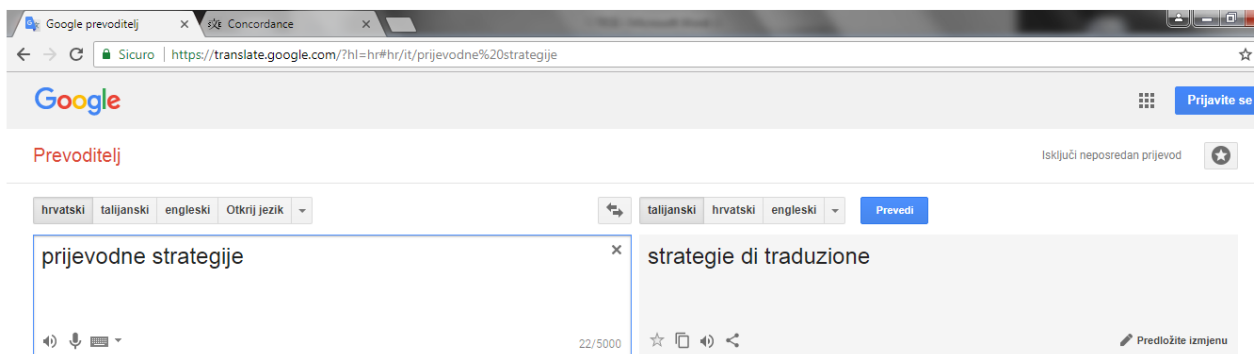 Google prevoditelj Concordance
Sicuro https://translate.google.com/?hl=hr#hr/it/prijevodne%20strategije
Google Prijavite se
Prevoditelj Isključi neposredan prijevod
hrvatski talijanski engleski Otkrij jezik talijanski hrvatski engleski Prevedi
prijevodne strategije strategie di traduzione
22/5000 Predložite izmjenu